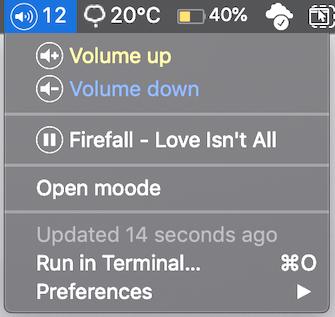 12 20°C 40%
Volume up
Volume down
Firefall - Love Isn't All
Open moode
Updated 14 seconds ago
Run in Terminal... ⌘O
Preferences